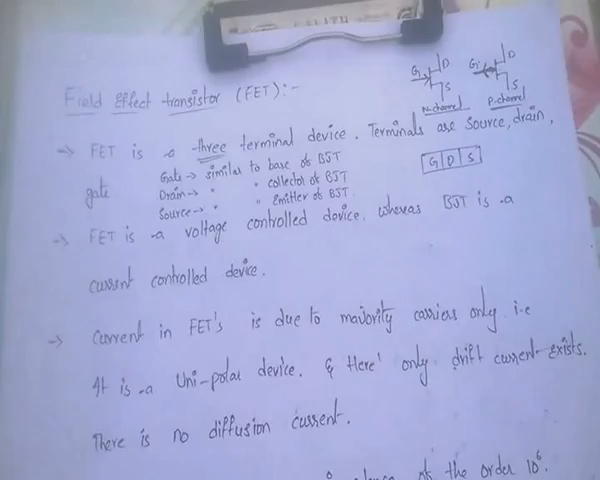 G D S
G D S
N-channel P-channel
Field Effect transistor (FET):-
→ FET is a three terminal device. Terminals are Source, drain,
gate
Gate → similar to base of BJT
Drain → " " collector of BJT
Source → " " Emitter of BJT
G D S
→ FET is a voltage controlled device, whereas BJT is a
current controlled device.
→ Current in FET's is due to majority carriers only i.e
It is a Uni-polar device. & Here only drift current exists.
There is no diffusion current.
of the order 10⁶.